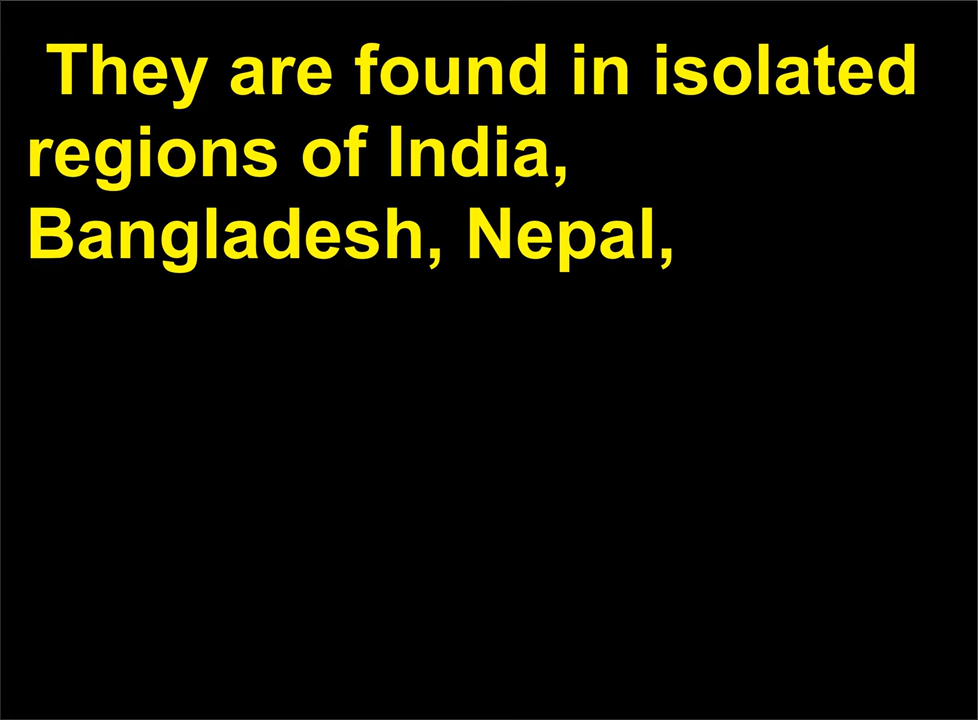 They are found in isolated
regions of India,
Bangladesh, Nepal,